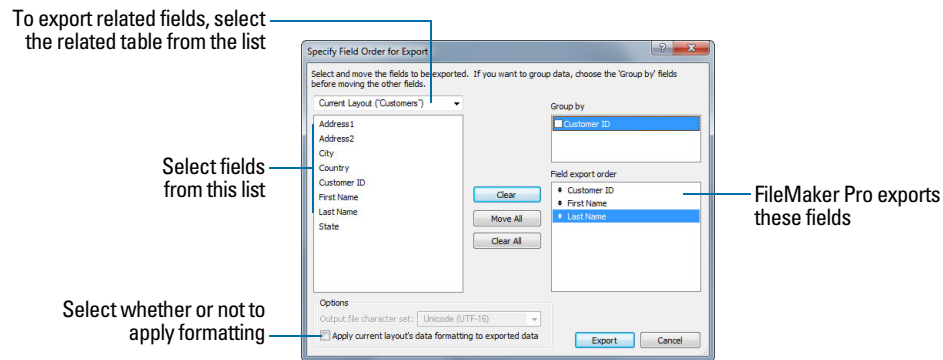 To export related fields, select
the related table from the list
Specify Field Order for Export
Select and move the fields to be exported. If you want to group data, choose the 'Group by' fields
before moving the other fields.
Current Layout ("Customers")
Group by
Address1
Address2
City
Country
Customer ID
First Name
Last Name
State
Select fields
from this list
Customer ID
Field export order
Customer ID
First Name
Last Name
Clear
Move All
Clear All
FileMaker Pro exports
these fields
Select whether or not to
apply formatting
Options
Output file character set: Unicode (UTF-16)
Apply current layout's data formatting to exported data
Export
Cancel